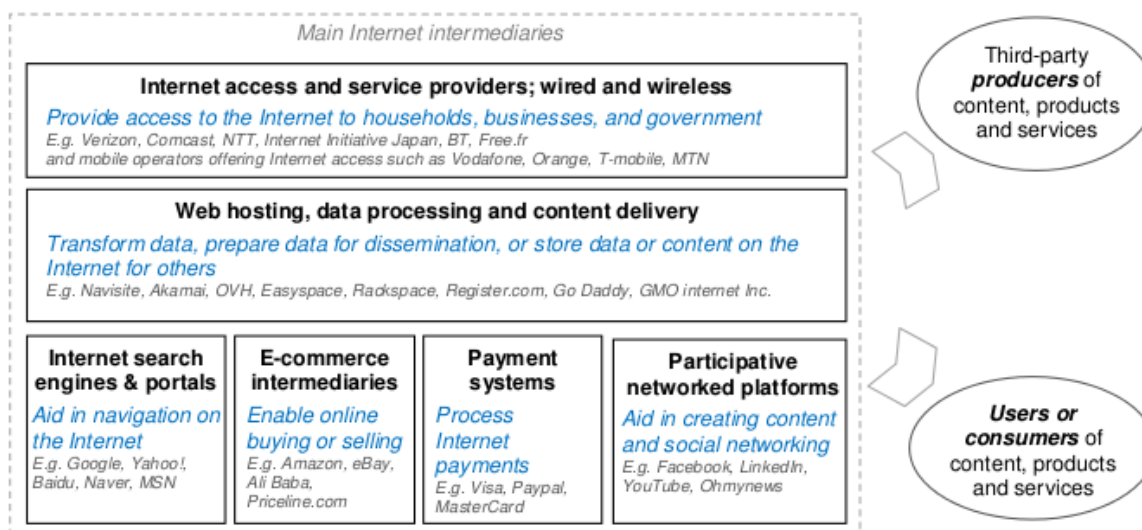 Main Internet intermediaries
Internet access and service providers; wired and wireless
Provide access to the Internet to households, businesses, and government
E.g. Verizon, Comcast, NTT, Internet Initiative Japan, BT, Free.fr
and mobile operators offering Internet access such as Vodafone, Orange, T-mobile, MTN
Web hosting, data processing and content delivery
Transform data, prepare data for dissemination, or store data or content on the
Internet for others
E.g. Navisite, Akamai, OVH, Easyspace, Rackspace, Register.com, Go Daddy, GMO internet Inc.
Internet search
engines & portals
Aid in navigation on
the Internet
E.g. Google, Yahoo!,
Baidu, Naver, MSN
E-commerce
intermediaries
Enable online
buying or selling
E.g. Amazon, eBay,
Ali Baba,
Priceline.com
Payment
systems
Process
Internet
payments
E.g. Visa, Paypal,
MasterCard
Participative
networked platforms
Aid in creating content
and social networking
E.g. Facebook, LinkedIn,
YouTube, Ohmynews
Third-party
producers of
content, products
and services
Users or
consumers of
content, products
and services